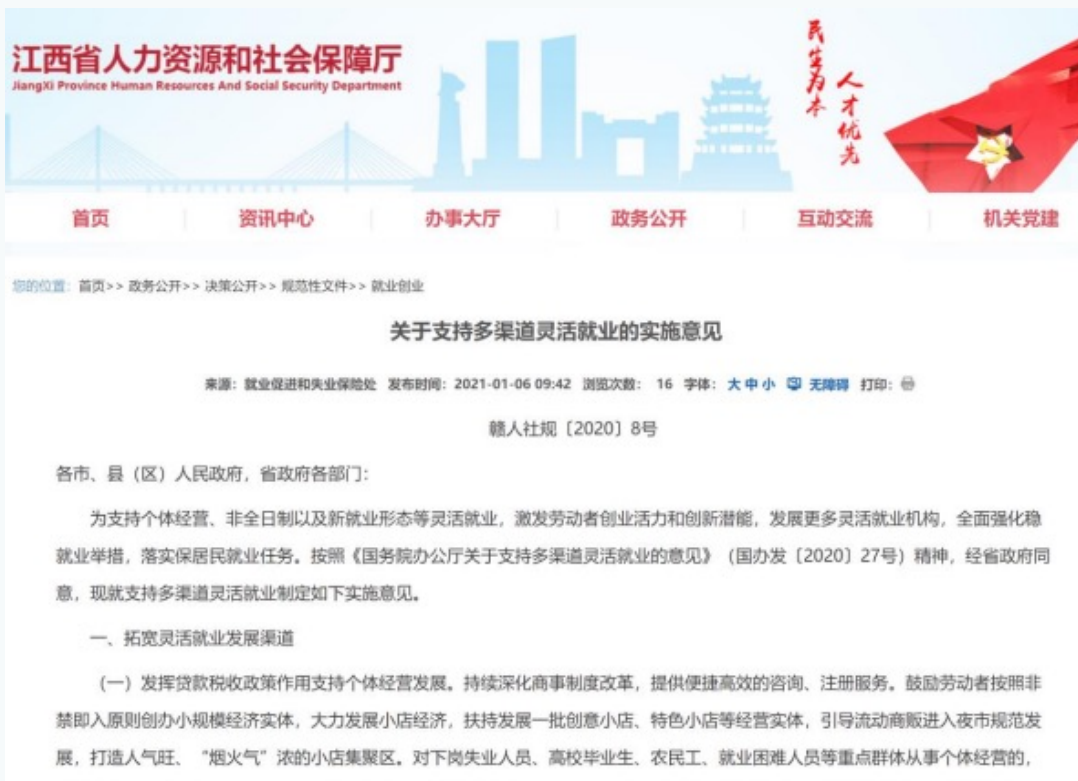 江西省人力资源和社会保障厅
JiangXi Province Human Resources And Social Security Department
民生为本
人才优先
首页 资讯中心 办事大厅 政务公开 互动交流 机关党建
您的位置：首页>> 政务公开>> 决策公开>> 规范性文件>> 就业创业
关于支持多渠道灵活就业的实施意见
来源：就业促进和失业保险处 发布时间：2021-01-06 09:42 浏览次数： 16 字体： 大 中 小 无障碍 打印：
赣人社规〔2020〕8号
各市、县（区）人民政府，省政府各部门：
为支持个体经营、非全日制以及新就业形态等灵活就业，激发劳动者创业活力和创新潜能，发展更多灵活就业机构，全面强化稳
就业举措，落实保居民就业任务。按照《国务院办公厅关于支持多渠道灵活就业的意见》（国办发〔2020〕27号）精神，经省政府同
意，现就支持多渠道灵活就业制定如下实施意见。
一、拓宽灵活就业发展渠道
（一）发挥贷款税收政策作用支持个体经营发展。持续深化商事制度改革，提供便捷高效的咨询、注册服务。鼓励劳动者按照非
禁即入原则创办小规模经济实体，大力发展小店经济，扶持发展一批创意小店、特色小店等经营实体，引导流动商贩进入夜市规范发
展，打造人气旺、“烟火气”浓的小店集聚区。对下岗失业人员、高校毕业生、农民工、就业困难人员等重点群体从事个体经营的，